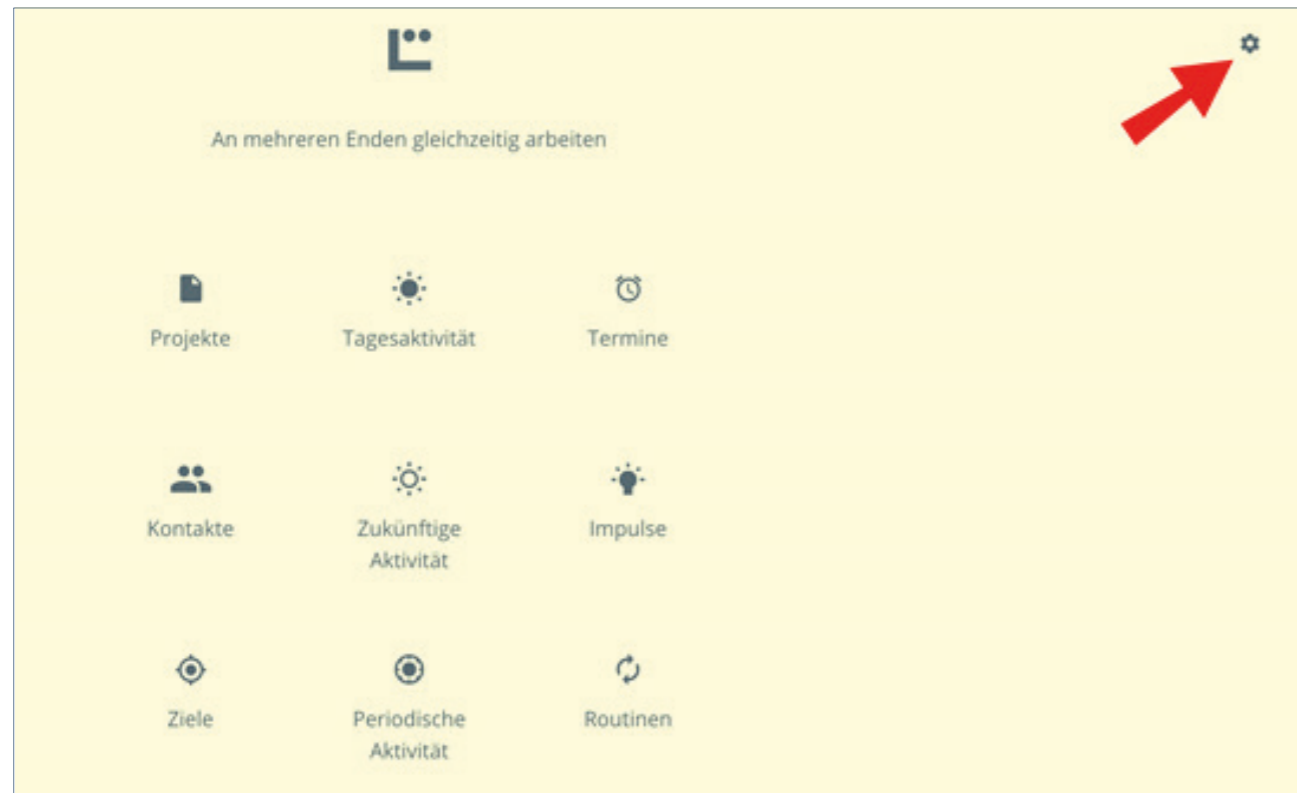 An mehreren Enden gleichzeitig arbeiten
Projekte
Tagesaktivität
Termine
Kontakte
Zukünftige
Aktivität
Impulse
Ziele
Periodische
Aktivität
Routinen